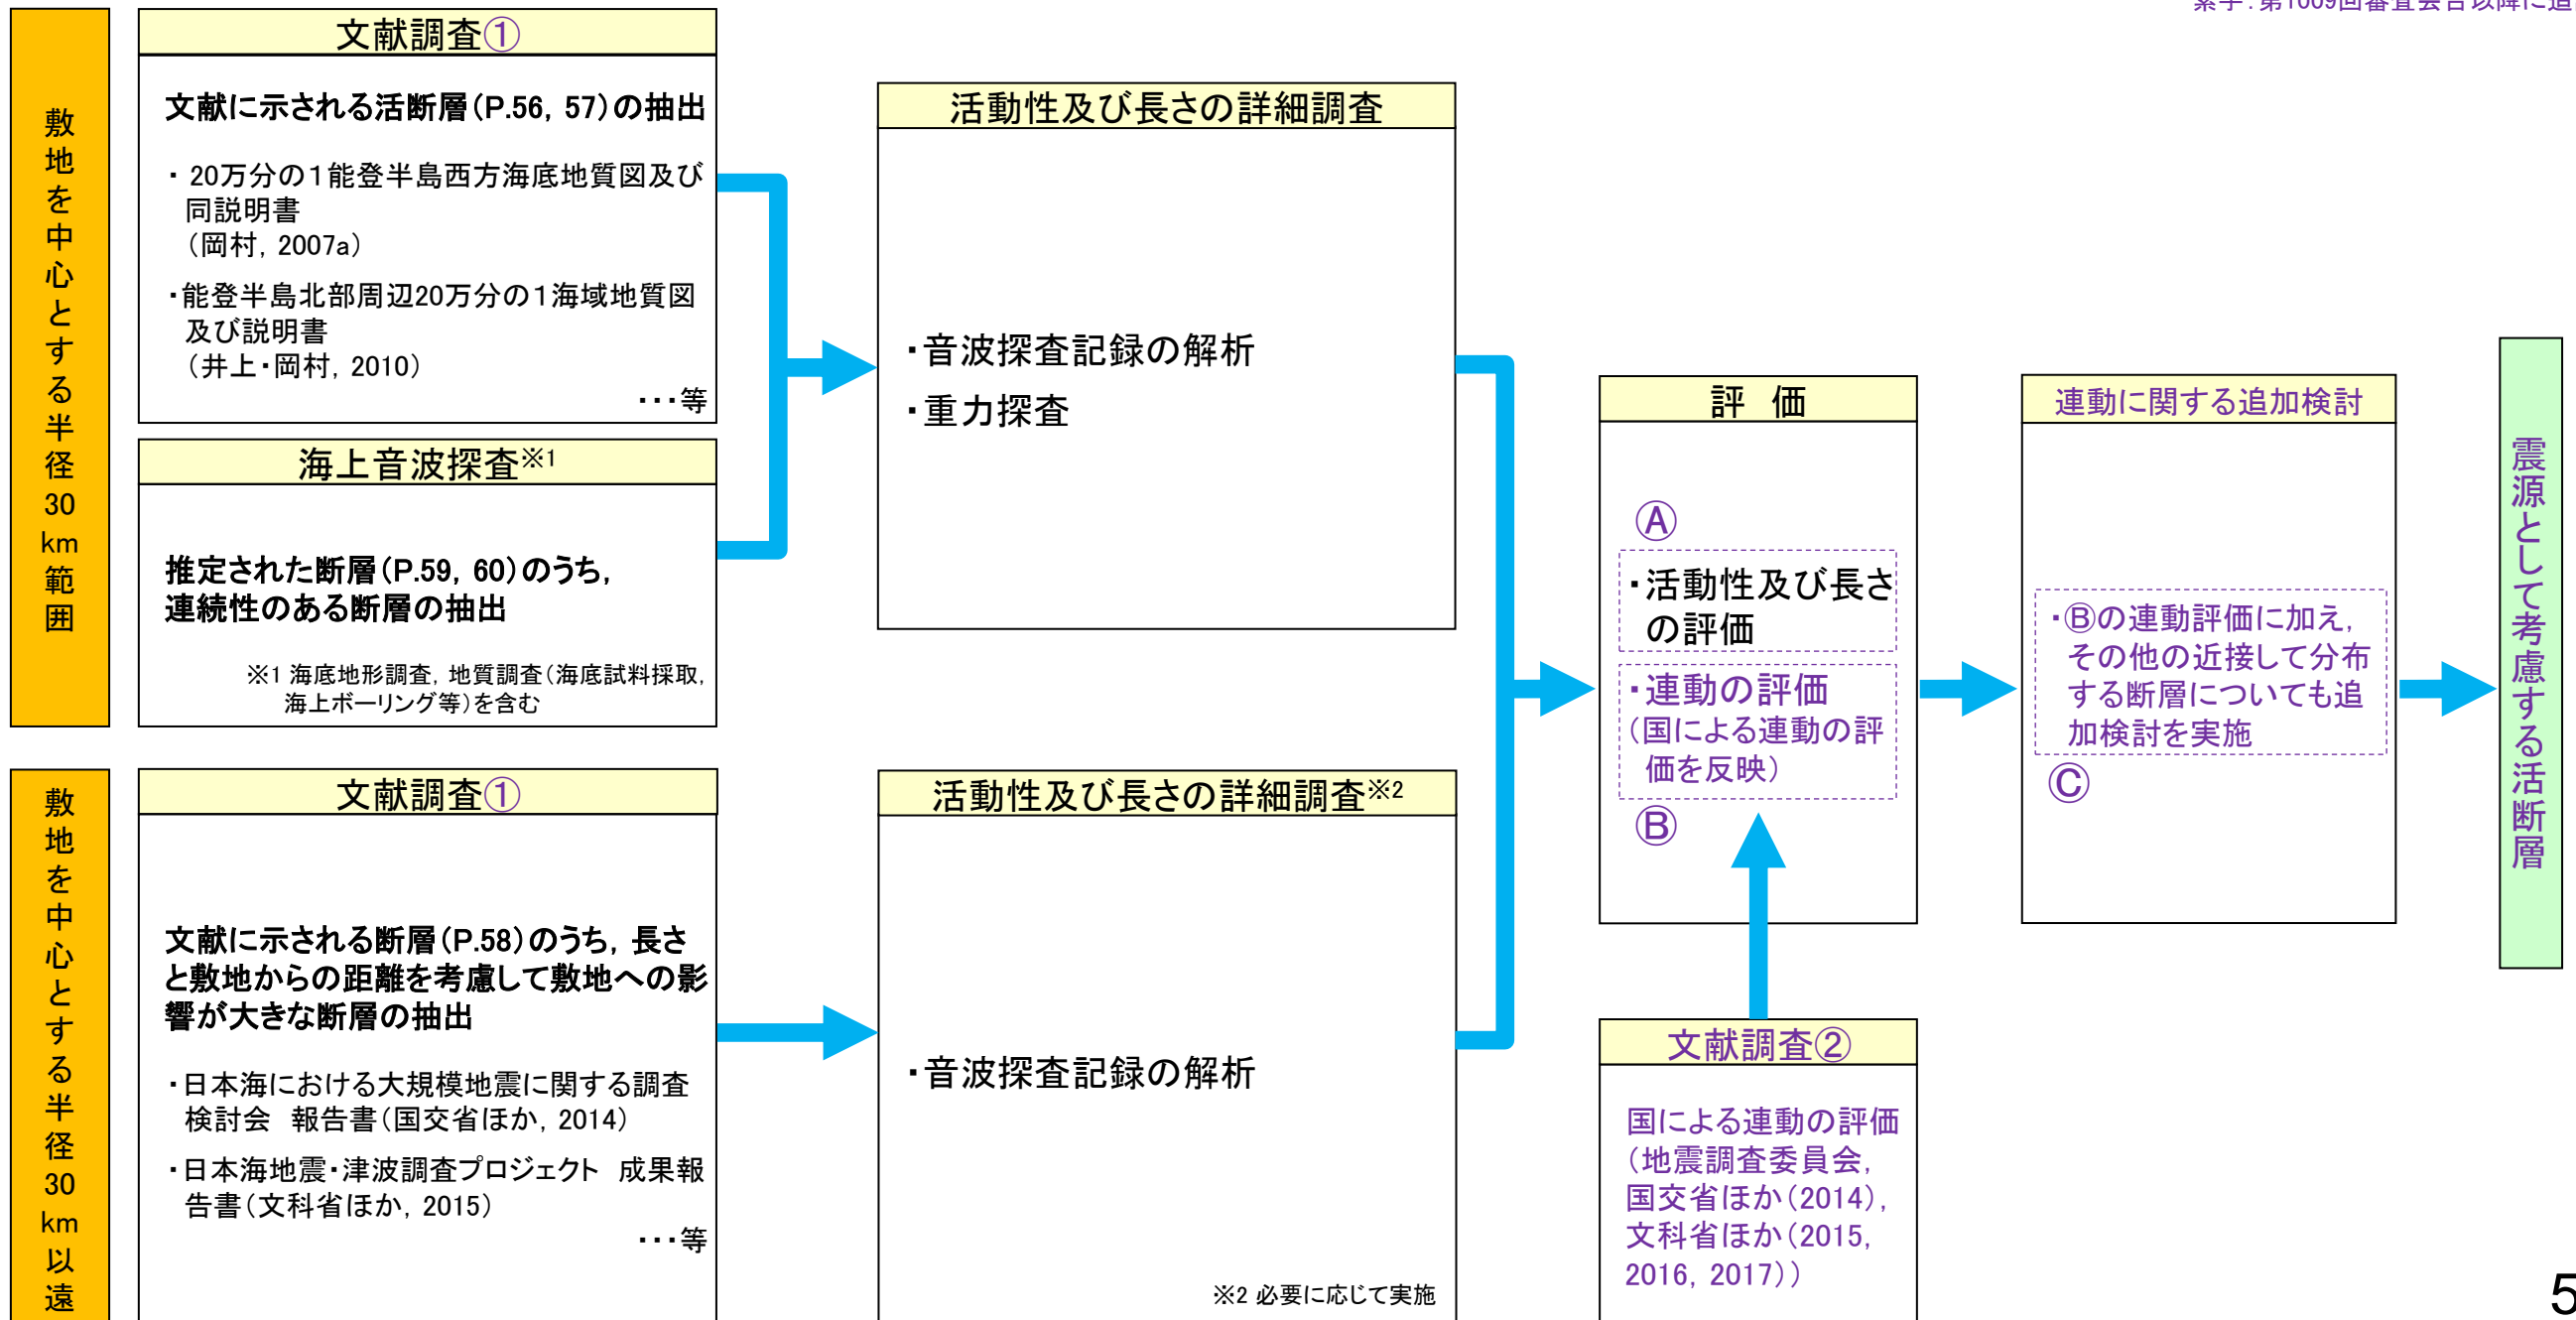 敷地を中心とする半径30km範囲
文献調査①
文献に示される活断層(P.56, 57)の抽出
・ 20万分の1能登半島西方海底地質図及び
同説明書
(岡村, 2007a)
・能登半島北部周辺20万分の1海域地質図
及び説明書
(井上・岡村, 2010)
・・・等
海上音波探査※1
推定された断層(P.59, 60)のうち,
連続性のある断層の抽出
※1 海底地形調査, 地質調査(海底試料採取,
海上ボーリング等)を含む
活動性及び長さの詳細調査
・音波探査記録の解析
・重力探査
敷地を中心とする半径30km以遠
文献調査①
文献に示される断層(P.58)のうち, 長さ
と敷地からの距離を考慮して敷地への影
響が大きな断層の抽出
・日本海における大規模地震に関する調査
検討会 報告書(国交省ほか, 2014)
・日本海地震・津波調査プロジェクト 成果報
告書(文科省ほか, 2015)
・・・等
活動性及び長さの詳細調査※2
・音波探査記録の解析
※2 必要に応じて実施
評 価
Ⓐ
・活動性及び長さ
の評価
・連動の評価
(国による連動の評
価を反映)
Ⓑ
文献調査②
国による連動の評価
(地震調査委員会,
国交省ほか(2014),
文科省ほか(2015,
2016, 2017))
連動に関する追加検討
・Ⓑの連動評価に加え,
その他の近接して分布
する断層についても追
加検討を実施
Ⓒ
震源として考慮する活断層
5